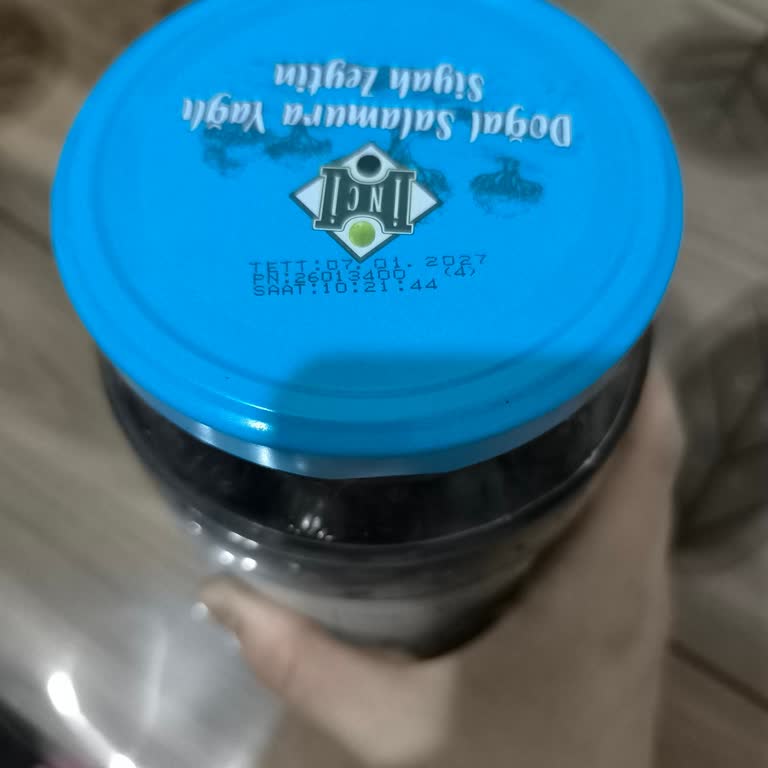 Doğal Salamura Yağlı
Siyah Zeytin
İNCİ
TETT:07.01.2027
PN:26013400 (4)
SAAT:10:21:44